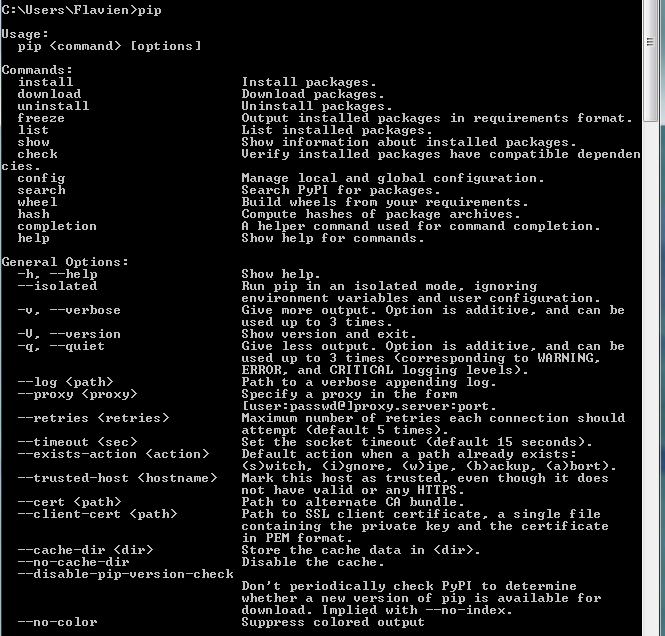 C:\Users\Flavien>pip
Usage:
  pip <command> [options]
Commands:
  install                     Install packages.
  download                    Download packages.
  uninstall                   Uninstall packages.
  freeze                      Output installed packages in requirements format.
  list                        List installed packages.
  show                        Show information about installed packages.
  check                       Verify installed packages have compatible dependen
cies.
  config                      Manage local and global configuration.
  search                      Search PyPI for packages.
  wheel                       Build wheels from your requirements.
  hash                        Compute hashes of package archives.
  completion                  A helper command used for command completion.
  help                        Show help for commands.
General Options:
  -h, --help                  Show help.
  --isolated                  Run pip in an isolated mode, ignoring
                              environment variables and user configuration.
  -v, --verbose               Give more output. Option is additive, and can be
                              used up to 3 times.
  -V, --version               Show version and exit.
  -q, --quiet                 Give less output. Option is additive, and can be
                              used up to 3 times (corresponding to WARNING,
                              ERROR, and CRITICAL logging levels).
  --log <path>                Path to a verbose appending log.
  --proxy <proxy>             Specify a proxy in the form
                              [user:passwd@]proxy.server:port.
  --retries <retries>         Maximum number of retries each connection should
                              attempt (default 5 times).
  --timeout <sec>             Set the socket timeout (default 15 seconds).
  --exists-action <action>    Default action when a path already exists:
                              (s)witch, (i)gnore, (w)ipe, (b)ackup, (a)bort).
  --trusted-host <hostname>   Mark this host as trusted, even though it does
                              not have valid or any HTTPS.
  --cert <path>               Path to alternate CA bundle.
  --client-cert <path>        Path to SSL client certificate, a single file
                              containing the private key and the certificate
                              in PEM format.
  --cache-dir <dir>           Store the cache data in <dir>.
  --no-cache-dir              Disable the cache.
  --disable-pip-version-check
                              Don't periodically check PyPI to determine
                              whether a new version of pip is available for
                              download. Implied with --no-index.
  --no-color                  Suppress colored output